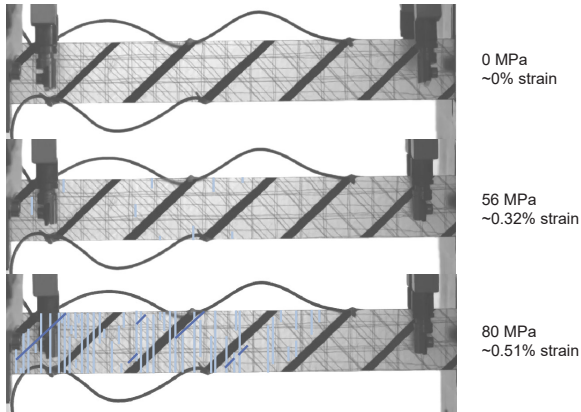 0 MPa
~0% strain
56 MPa
~0.32% strain
80 MPa
~0.51% strain